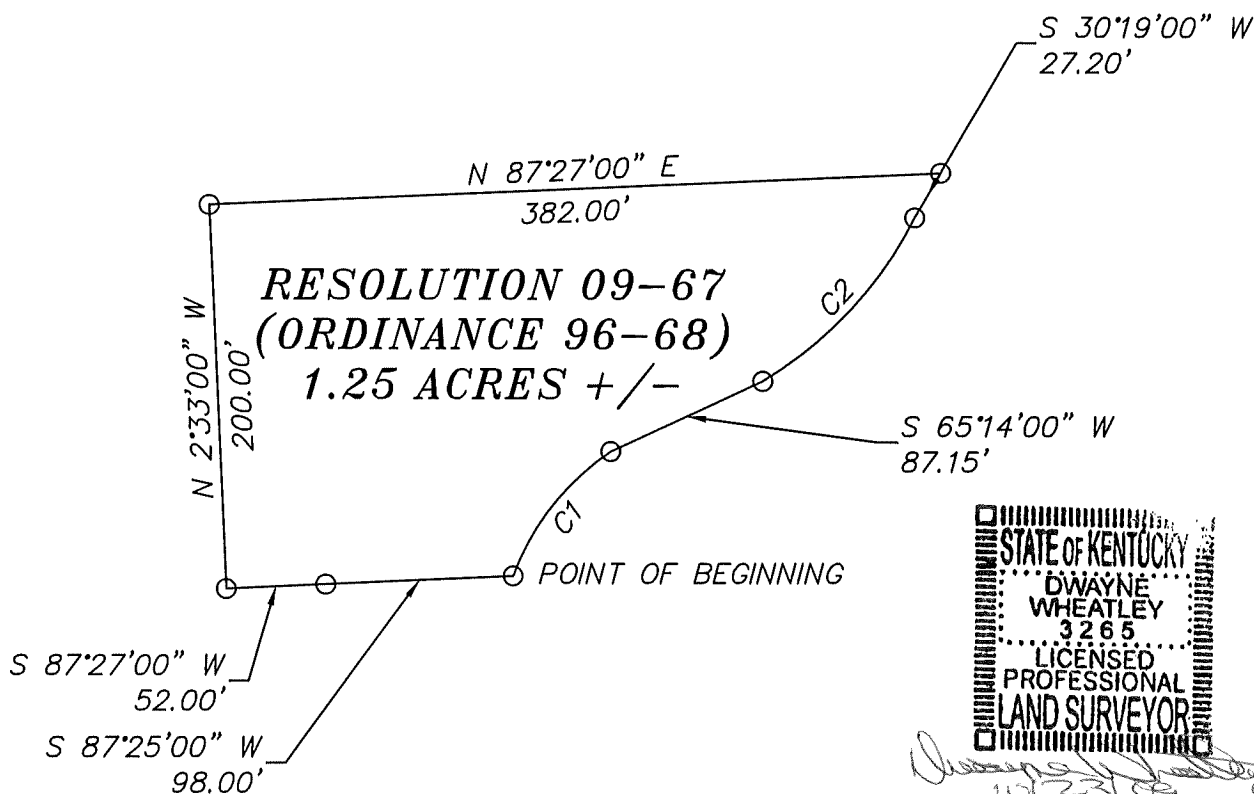 S 30°19'00" W
27.20'
N 87°27'00" E
382.00'
RESOLUTION 09-67
(ORDINANCE 96-68)
1.25 ACRES +/-
N 2°33'00" W
200.00'
C2
S 65°14'00" W
87.15'
C1
POINT OF BEGINNING
S 87°27'00" W
52.00'
S 87°25'00" W
98.00'
STATE OF KENTUCKY
DWAYNE
WHEATLEY
3265
LICENSED
PROFESSIONAL
LAND SURVEYOR
Dwayne Wheatley